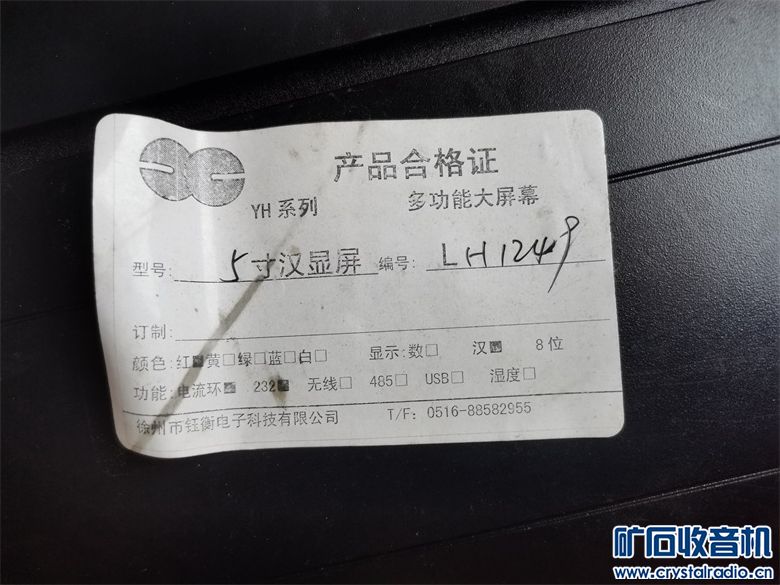 产品合格证
YH 系列 多功能大屏幕
型号: 5寸汉显屏 编号: LH1249
订制:
颜色: 红■黄□绿□蓝□白□ 显示: 数□ 汉■ 8 位
功能: 电流环■ 232■ 无线□ 485□ USB□ 湿度□
徐州市钰衡电子科技有限公司 T/F: 0516-88582955
矿石收音机
www.crystalradio.cn